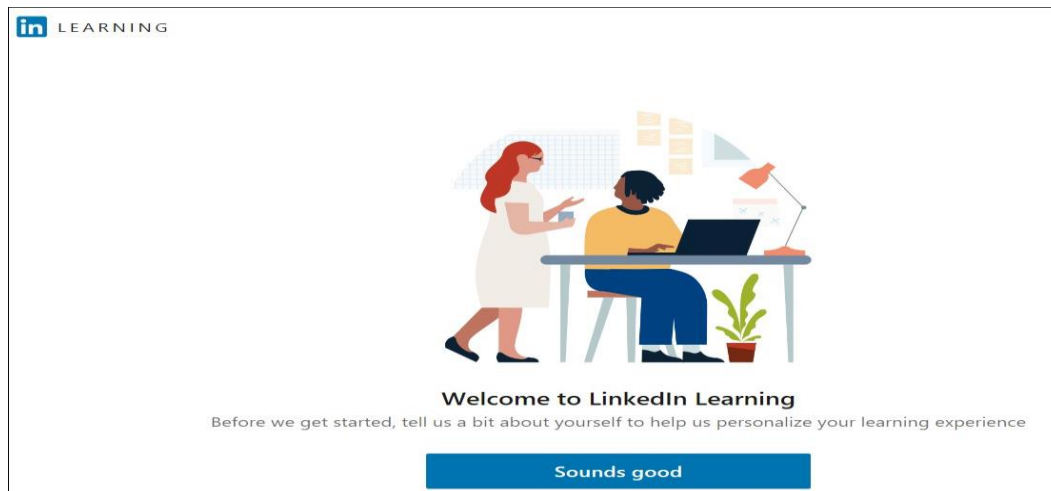 in LEARNING
Welcome to LinkedIn Learning
Before we get started, tell us a bit about yourself to help us personalize your learning experience
Sounds good